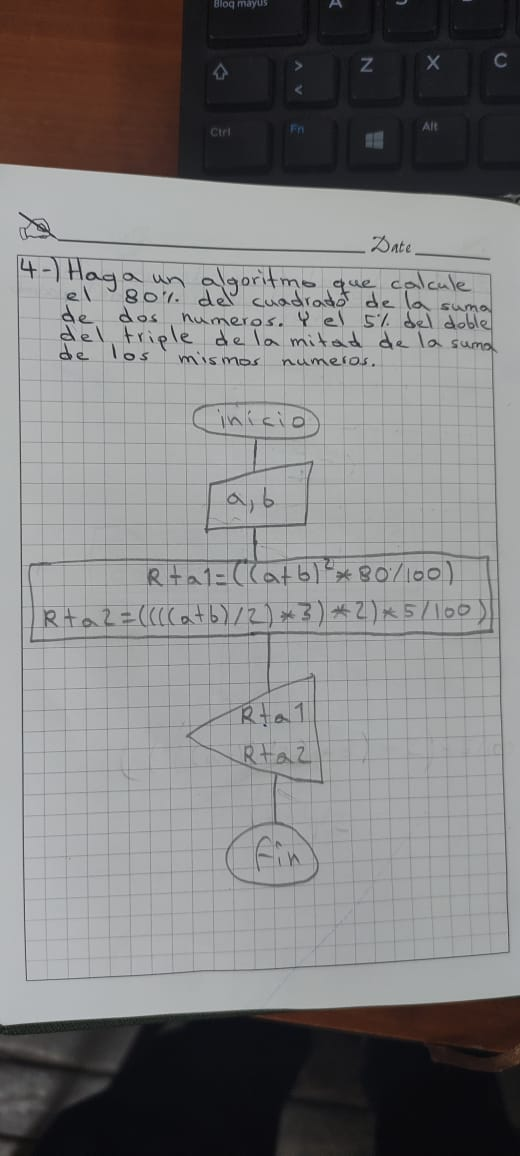 Bloq mayus
A
Z
X
C
>
<
Ctrl
Fn
Alt
Date
4-) Haga un algoritmo que calcule
el 80% del cuadrado de la suma
de dos numeros. Y el 5% del doble
del triple de la mitad de la suma
de los mismos numeros.
inicio
a, b
Rta1=((a+b)²*80/100)
Rta2=((((a+b)/2)*3)*2)*5/100)
Rta1
Rta2
Fin